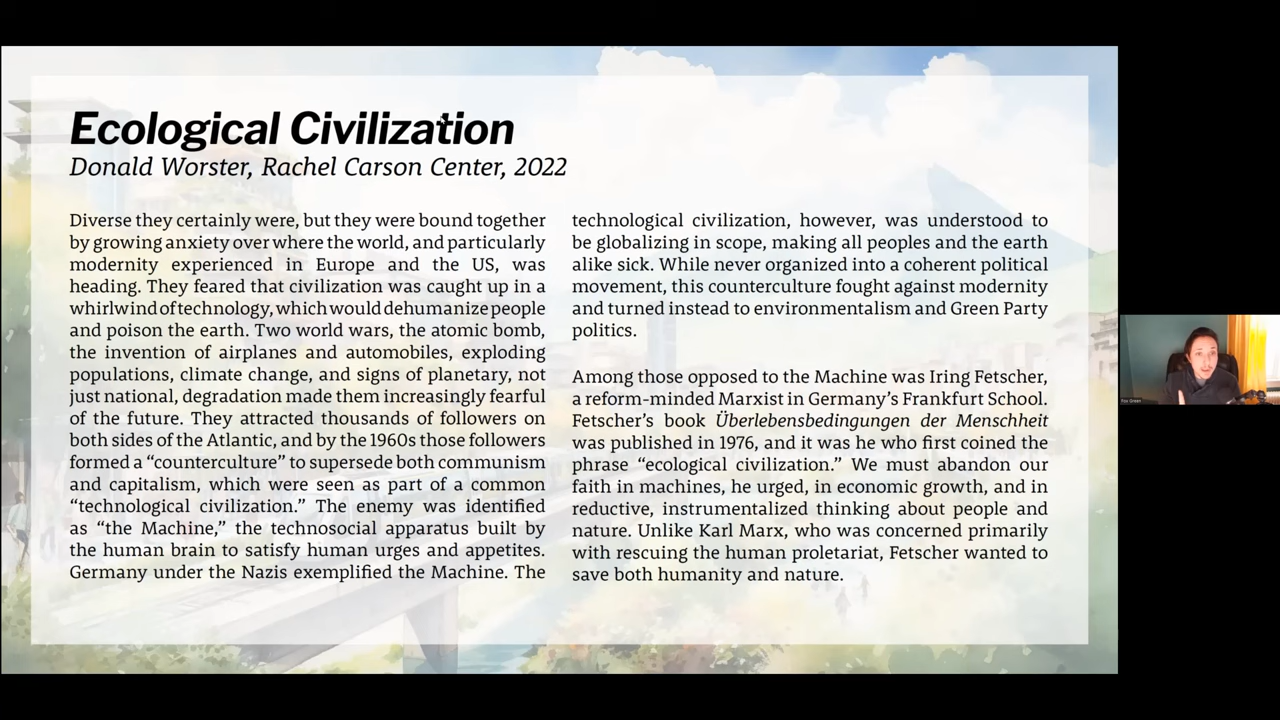 Ecological Civilization
Donald Worster, Rachel Carson Center, 2022
Diverse they certainly were, but they were bound together
by growing anxiety over where the world, and particularly
modernity experienced in Europe and the US, was
heading. They feared that civilization was caught up in a
whirlwind of technology, which would dehumanize people
and poison the earth. Two world wars, the atomic bomb,
the invention of airplanes and automobiles, exploding
populations, climate change, and signs of planetary, not
just national, degradation made them increasingly fearful
of the future. They attracted thousands of followers on
both sides of the Atlantic, and by the 1960s those followers
formed a “counterculture” to supersede both communism
and capitalism, which were seen as part of a common
“technological civilization.” The enemy was identified
as “the Machine,” the technosocial apparatus built by
the human brain to satisfy human urges and appetites.
Germany under the Nazis exemplified the Machine. The
technological civilization, however, was understood to
be globalizing in scope, making all peoples and the earth
alike sick. While never organized into a coherent political
movement, this counterculture fought against modernity
and turned instead to environmentalism and Green Party
politics.
Among those opposed to the Machine was Iring Fetscher,
a reform-minded Marxist in Germany’s Frankfurt School.
Fetscher’s book Überlebensbedingungen der Menschheit
was published in 1976, and it was he who first coined the
phrase “ecological civilization.” We must abandon our
faith in machines, he urged, in economic growth, and in
reductive, instrumentalized thinking about people and
nature. Unlike Karl Marx, who was concerned primarily
with rescuing the human proletariat, Fetscher wanted to
save both humanity and nature.